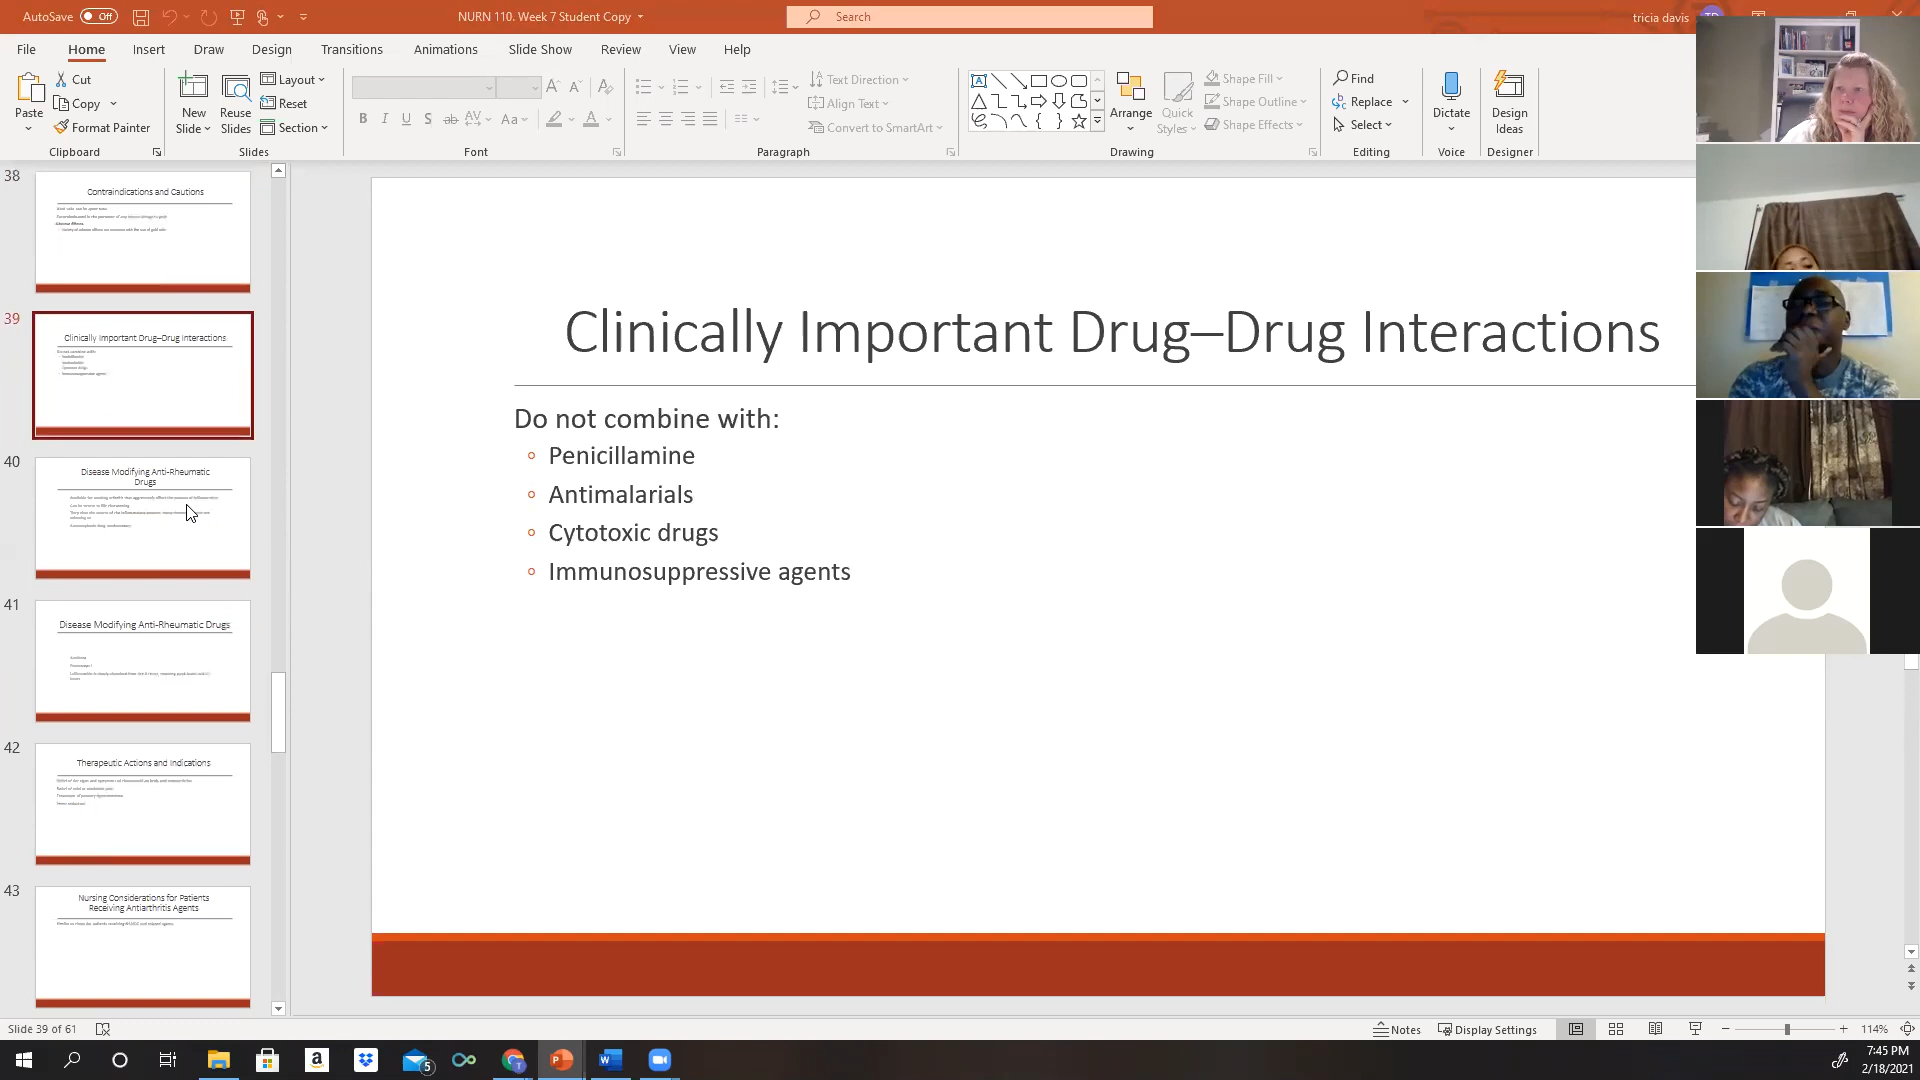 AutoSave Off
NURN 110. Week 7 Student Copy
Search
tricia davis
File Home Insert Draw Design Transitions Animations Slide Show Review View Help
Paste
Cut
Copy
Format Painter
Clipboard
New Slide
Reuse Slides
Layout
Reset
Section
Slides
B I U S ab AV Aa A
Font
Text Direction
Align Text
Convert to SmartArt
Paragraph
Arrange
Quick Styles
Shape Fill
Shape Outline
Shape Effects
Drawing
Find
Replace
Select
Editing
Dictate
Voice
Design Ideas
Designer
38
Contraindications and Cautions
39
Clinically Important Drug–Drug Interactions
40
Disease Modifying Anti-Rheumatic
Drugs
41
Disease Modifying Anti-Rheumatic Drugs
42
Therapeutic Actions and Indications
43
Nursing Considerations for Patients
Receiving Antiarthritis Agents
Clinically Important Drug–Drug Interactions
Do not combine with:
Penicillamine
Antimalarials
Cytotoxic drugs
Immunosuppressive agents
Slide 39 of 61
Notes
Display Settings
114%
5
7:45 PM
2/18/2021